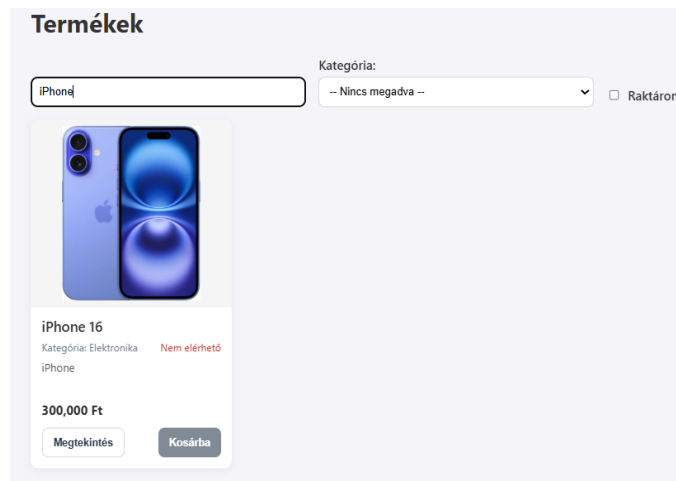 Termékek
Kategória:
iPhone
-- Nincs megadva --
Raktáron
iPhone 16
Kategória: Elektronika Nem elérhető
iPhone
300,000 Ft
Megtekintés Kosárba